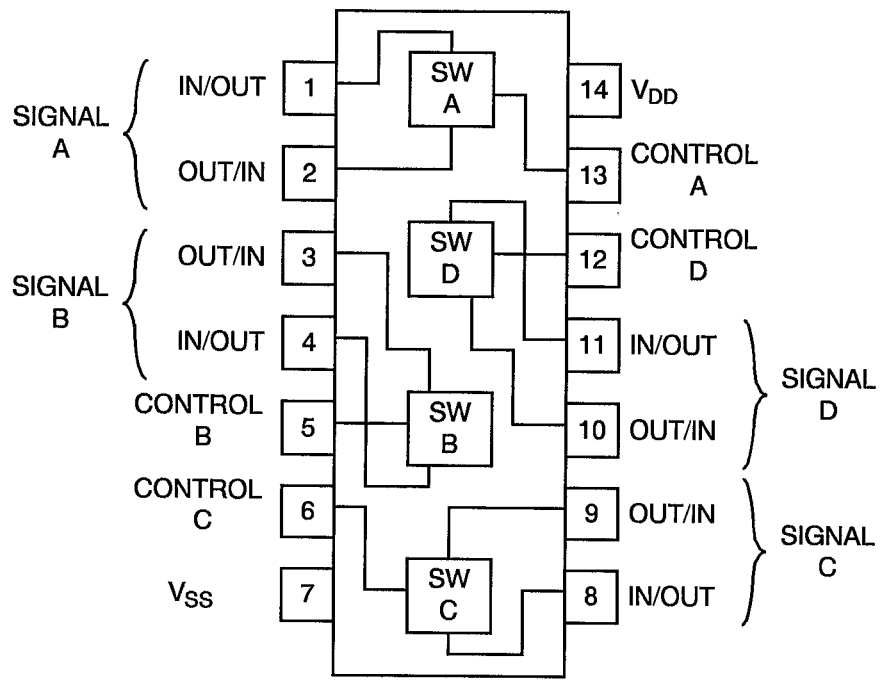 SIGNAL
A
IN/OUT
1
OUT/IN
2
SIGNAL
B
OUT/IN
3
IN/OUT
4
CONTROL
B
5
CONTROL
C
6
VSS
7
SW
A
SW
D
SW
B
SW
C
14
VDD
13
CONTROL
A
12
CONTROL
D
11
IN/OUT
10
OUT/IN
SIGNAL
D
9
OUT/IN
8
IN/OUT
SIGNAL
C